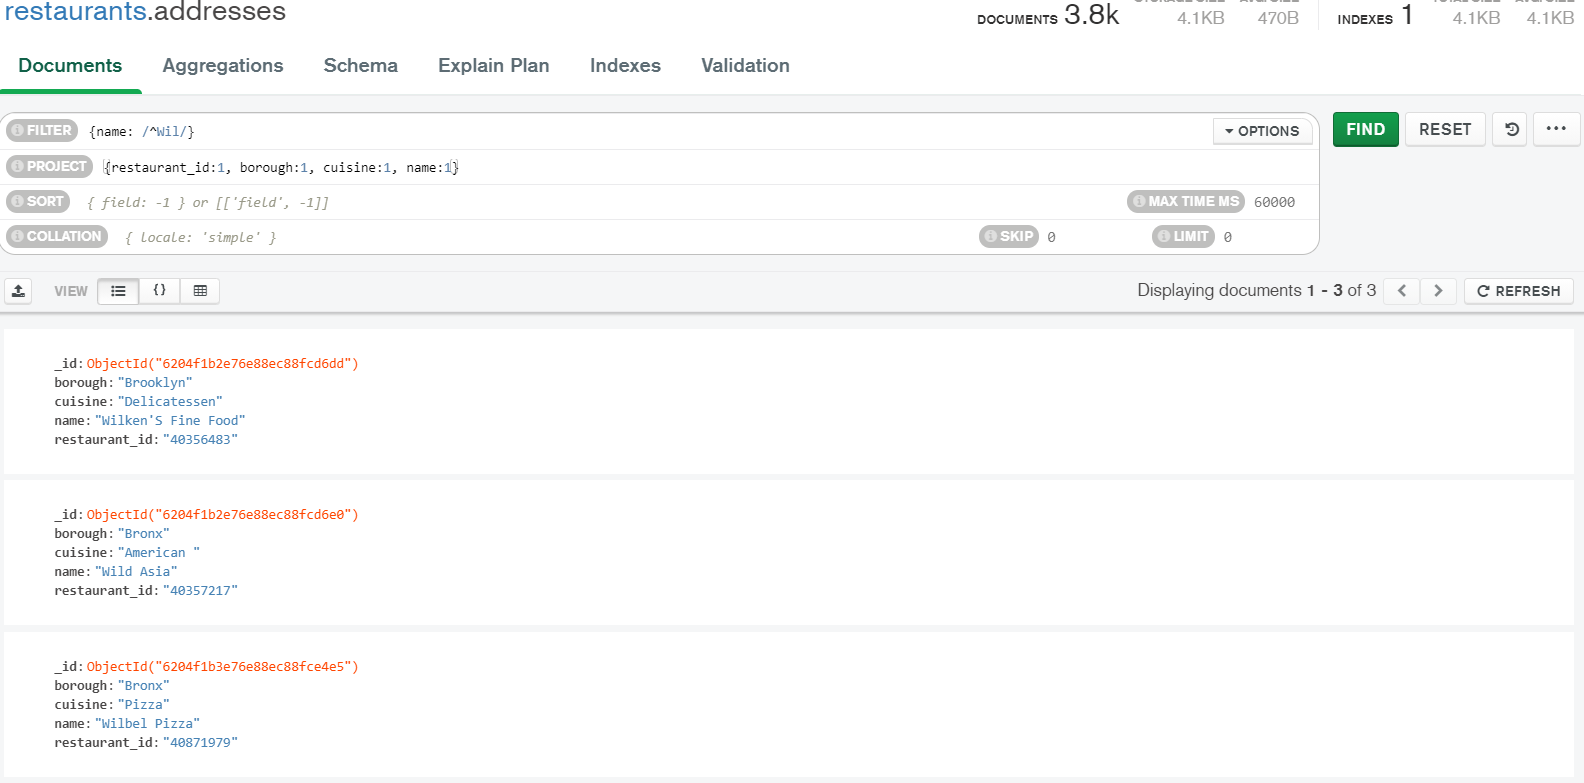 restaurants.addresses
DOCUMENTS 3.8k
4.1KB 470B
INDEXES 1
4.1KB 4.1KB
Documents Aggregations Schema Explain Plan Indexes Validation
FILTER {name: /^Wil/}
OPTIONS
FIND RESET
PROJECT {restaurant_id:1, borough:1, cuisine:1, name:1}
SORT { field: -1 } or [['field', -1]]
MAX TIME MS 60000
COLLATION { locale: 'simple' }
SKIP 0
LIMIT 0
VIEW {}
Displaying documents 1 - 3 of 3 < > REFRESH
_id: ObjectId("6204f1b2e76e88ec88fcd6dd")
borough: "Brooklyn"
cuisine: "Delicatessen"
name: "Wilken'S Fine Food"
restaurant_id: "40356483"
_id: ObjectId("6204f1b2e76e88ec88fcd6e0")
borough: "Bronx"
cuisine: "American "
name: "Wild Asia"
restaurant_id: "40357217"
_id: ObjectId("6204f1b3e76e88ec88fce4e5")
borough: "Bronx"
cuisine: "Pizza"
name: "Wilbel Pizza"
restaurant_id: "40871979"